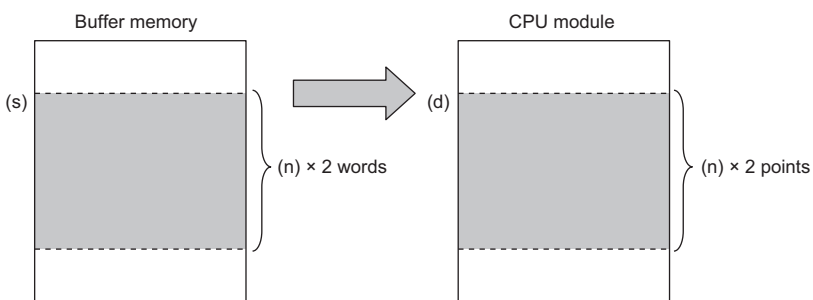 Buffer memory
CPU module
(s)
(d)
(n) × 2 words
(n) × 2 points